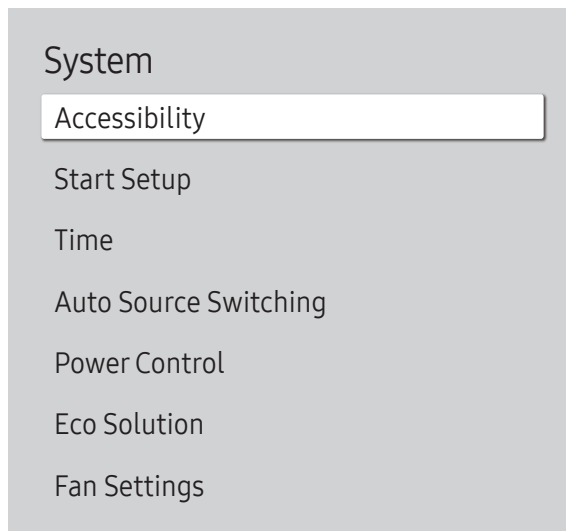 System
Accessibility
Start Setup
Time
Auto Source Switching
Power Control
Eco Solution
Fan Settings